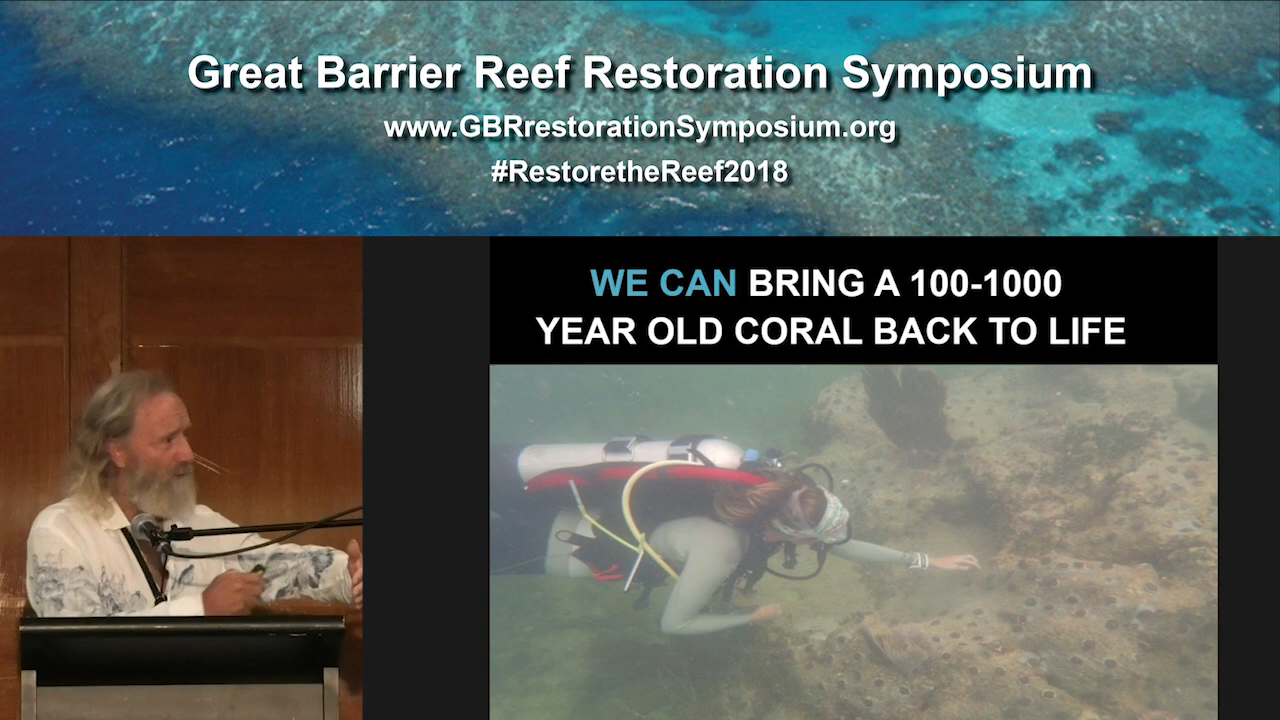 Great Barrier Reef Restoration Symposium
www.GBRrestorationSymposium.org
#RestoretheReef2018
WE CAN BRING A 100-1000
YEAR OLD CORAL BACK TO LIFE